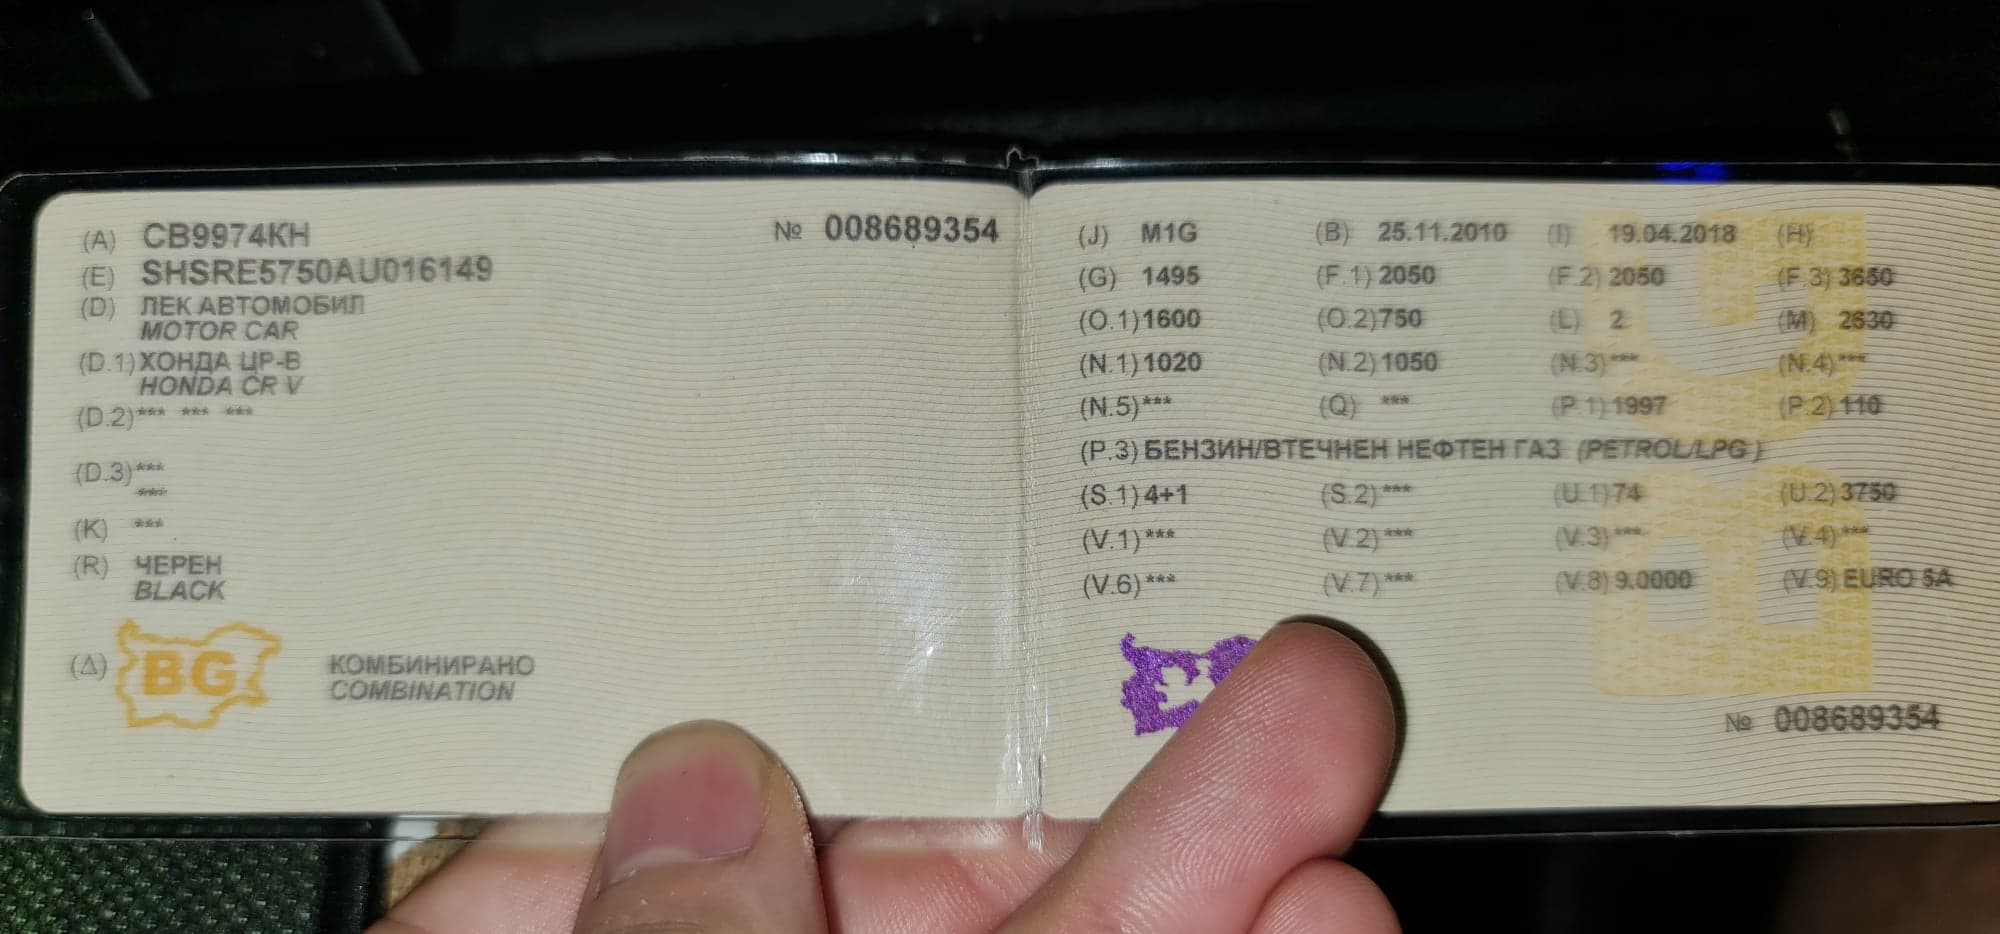 (A) СВ9974КН № 008689354
(E) SHSRE5750AU016149
(D) ЛЕК АВТОМОБИЛ
MOTOR CAR
(D.1) ХОНДА ЦР-В
HONDA CR V
(D.2) *** *** ***
(D.3) ***
***
(K) ***
(R) ЧЕРЕН
BLACK
(Δ) BG КОМБИНИРАНО
COMBINATION
(J) M1G (B) 25.11.2010 (I) 19.04.2018 (H)
(G) 1495 (F.1) 2050 (F.2) 2050 (F.3) 3650
(O.1) 1600 (O.2) 750 (L) 2 (M) 2630
(N.1) 1020 (N.2) 1050 (N.3) *** (N.4) ***
(N.5) *** (Q) *** (P.1) 1997 (P.2) 110
(P.3) БЕНЗИН/ВТЕЧНЕН НЕФТЕН ГАЗ (PETROL/LPG )
(S.1) 4+1 (S.2) *** (U.1) 74 (U.2) 3750
(V.1) *** (V.2) *** (V.3) *** (V.4) ***
(V.6) *** (V.7) *** (V.8) 9.0000 (V.9) EURO 5A
BG
№ 008689354